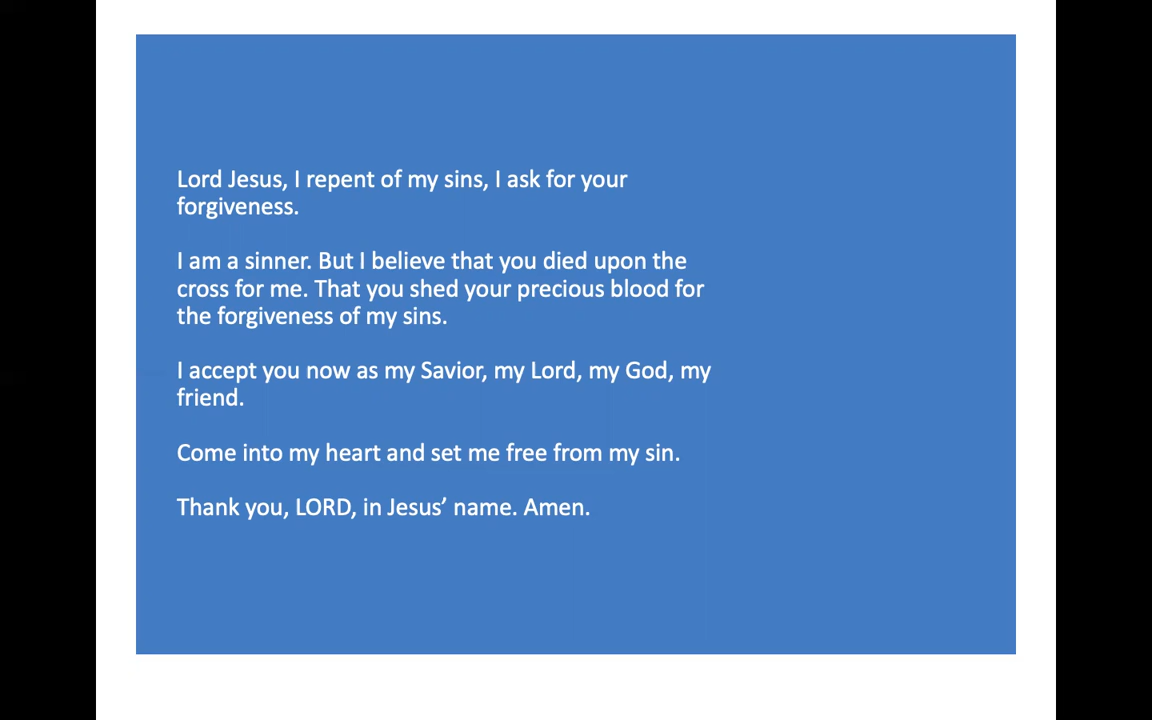 Lord Jesus, I repent of my sins, I ask for your
forgiveness.
I am a sinner. But I believe that you died upon the
cross for me. That you shed your precious blood for
the forgiveness of my sins.
I accept you now as my Savior, my Lord, my God, my
friend.
Come into my heart and set me free from my sin.
Thank you, LORD, in Jesus’ name. Amen.